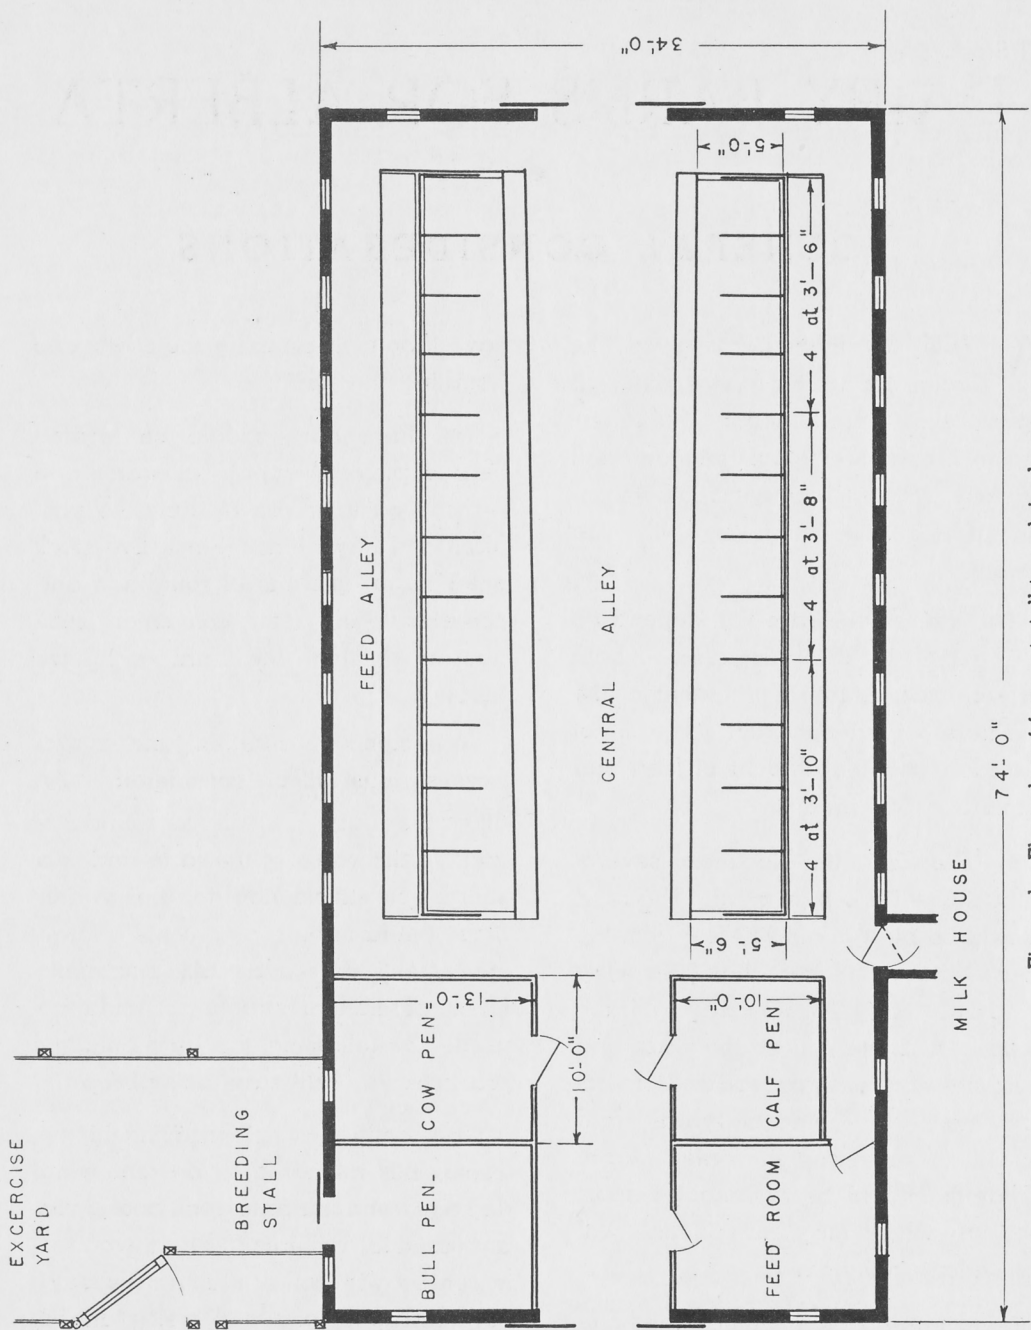 EXCERCISE
YARD
BREEDING
STALL
BULL PEN
COW PEN
13'-0"
10'-0"
FEED ROOM
CALF PEN
10'-0"
MILK HOUSE
FEED ALLEY
CENTRAL ALLEY
5'-6"
5'-0"
4 at 3'-10"
4 at 3'-8"
4 at 3'-6"
34'-0"
74'-0"